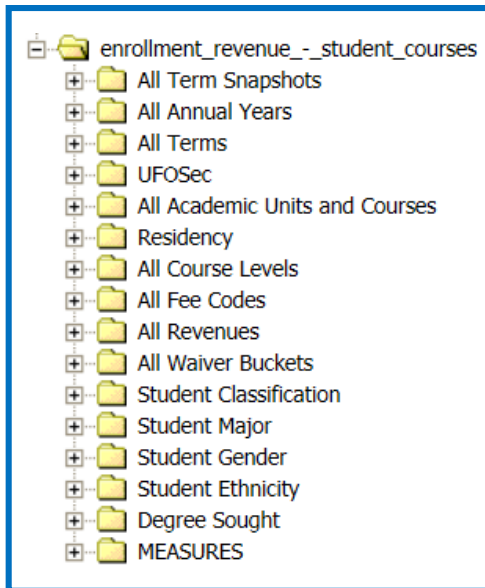 enrollment_revenue_-_student_courses
All Term Snapshots
All Annual Years
All Terms
UFOSec
All Academic Units and Courses
Residency
All Course Levels
All Fee Codes
All Revenues
All Waiver Buckets
Student Classification
Student Major
Student Gender
Student Ethnicity
Degree Sought
MEASURES